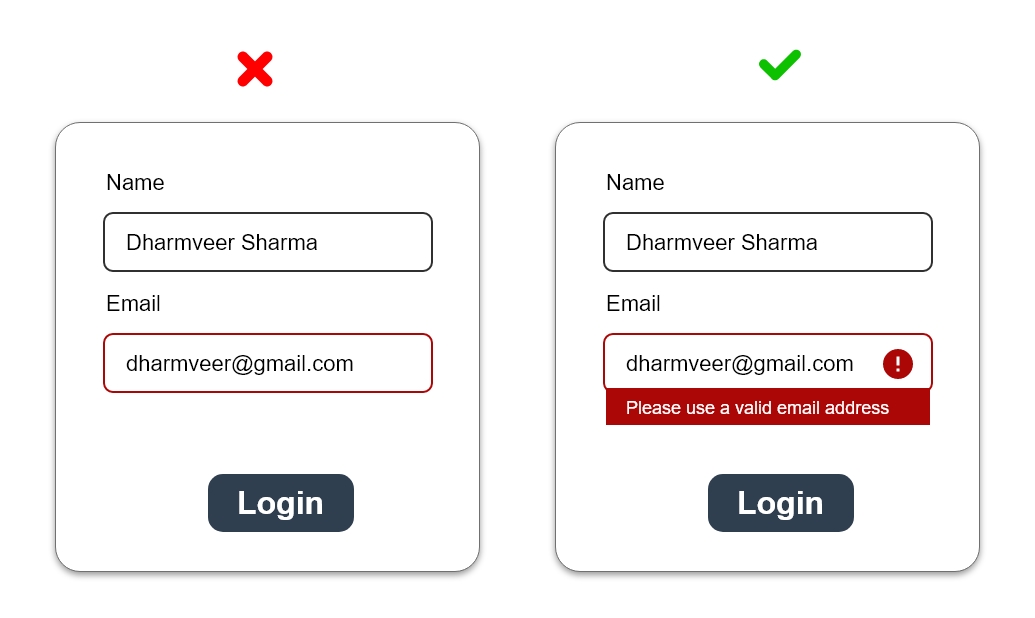 Name
Dharmveer Sharma
Email
dharmveer@gmail.com
Login
Name
Dharmveer Sharma
Email
dharmveer@gmail.com
!
Please use a valid email address
Login